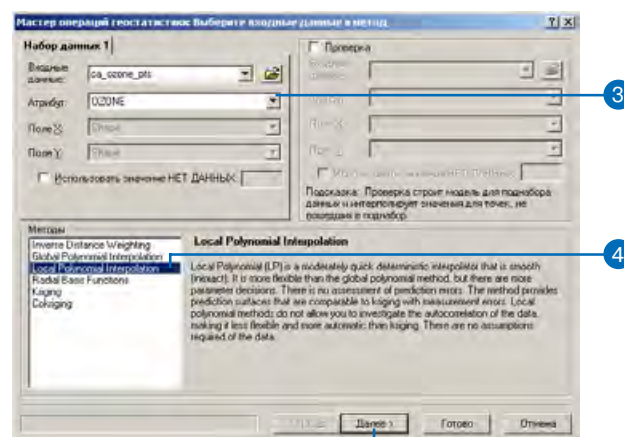 Мастер операций геостатистики: Выберите входные данные и метод
Набор данных 1
Входные данные:
ca_ozone_pts
Атрибут:
OZONE
Поле X:
Shape
Поле Y:
Shape
Использовать значение НЕТ ДАННЫХ:
Проверка
Подсказка: Проверка строит модель для поднабора
данных и интерполирует значения для точек, не
вошедших в поднабор.
3
Методы
Inverse Distance Weighting
Global Polynomial Interpolation
Local Polynomial Interpolation
Radial Basis Functions
Kriging
Cokriging
Local Polynomial Interpolation
Local Polynomial (LP) is a moderately quick deterministic interpolator that is smooth
(inexact). It is more flexible than the global polynomial method, but there are more
parameter decisions. There is no assessment of prediction errors. The method provides
prediction surfaces that are comparable to kriging with measurement errors. Local
polynomial methods do not allow you to investigate the autocorrelation of the data,
making it less flexible and more automatic than kriging. There are no assumptions
required of the data.
4
Далее >
Готово
Отмена